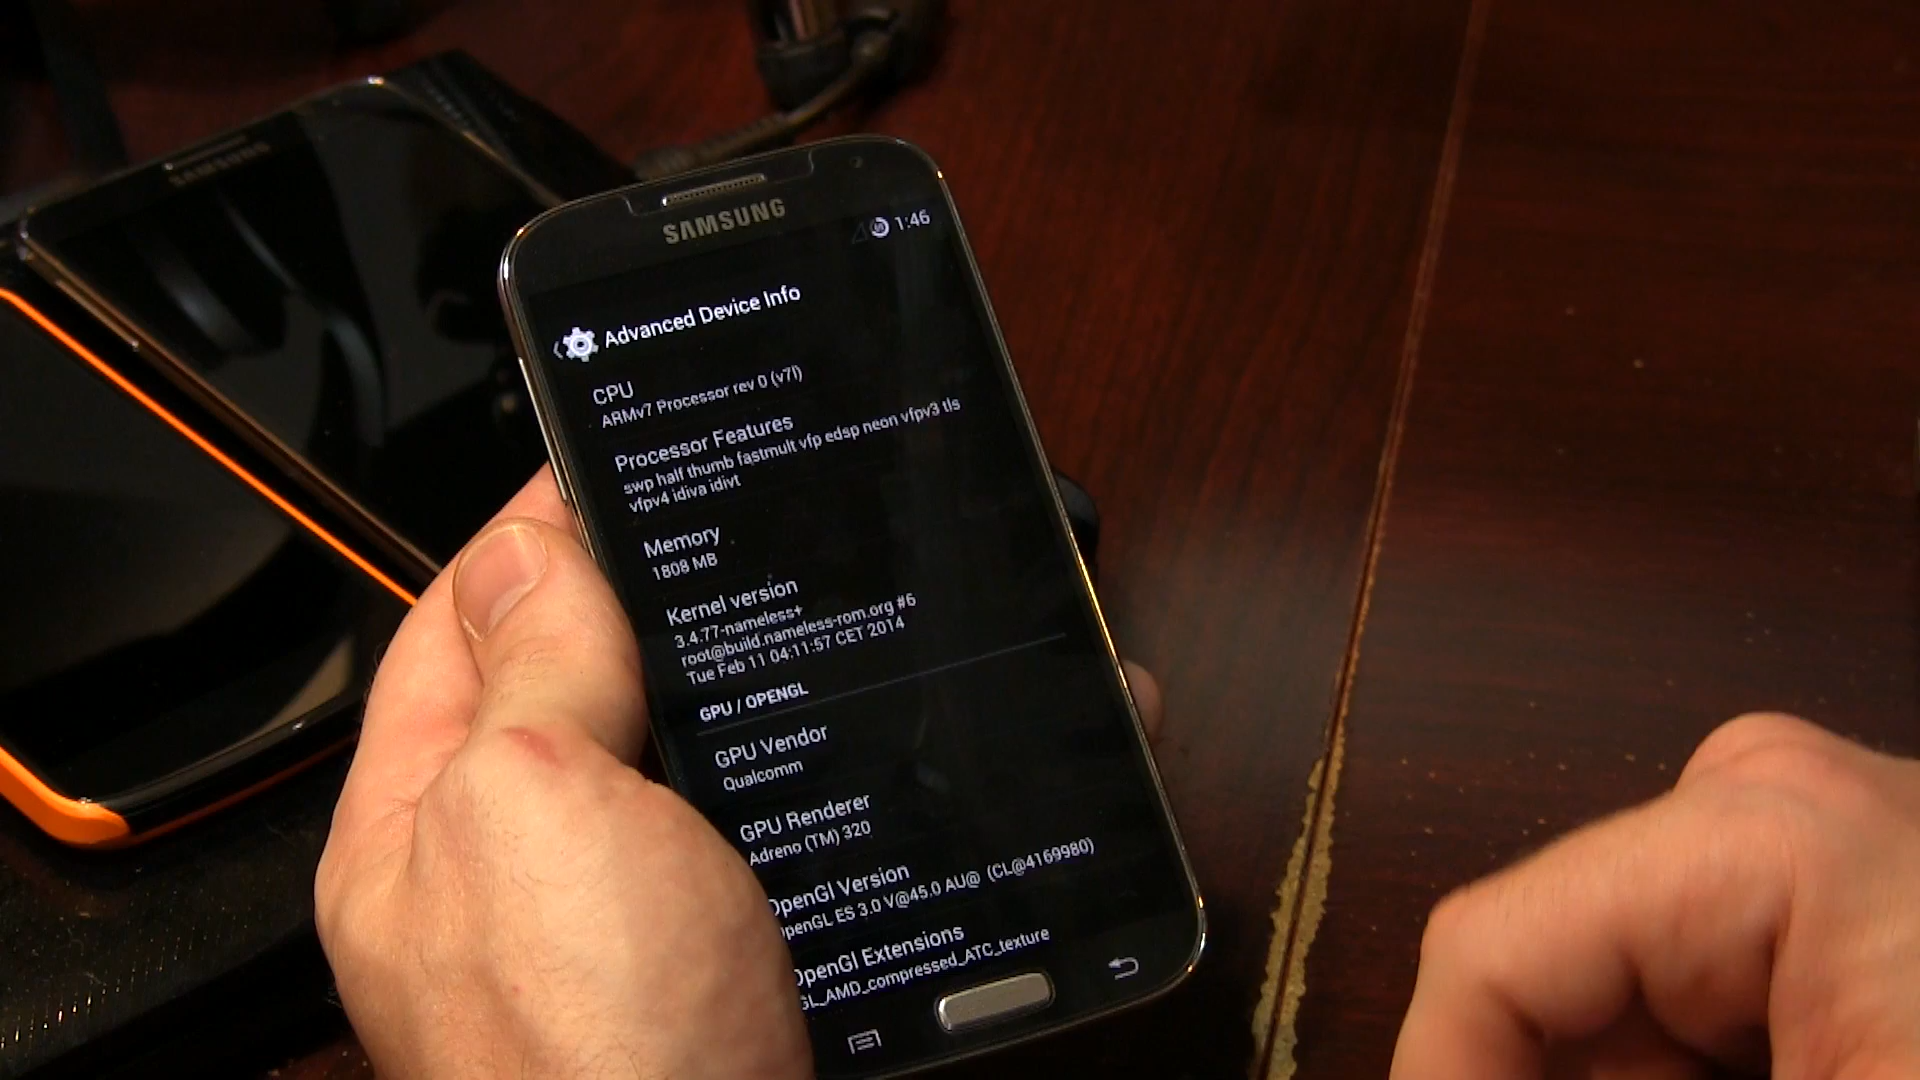 SAMSUNG
SAMSUNG
1:46
Advanced Device Info
CPU
ARMv7 Processor rev 0 (v7l)
Processor Features
swp half thumb fastmult vfp edsp neon vfpv3 tls
vfpv4 idiva idivt
Memory
1808 MB
Kernel version
3.4.77-nameless+
root@build.nameless-rom.org #6
Tue Feb 11 04:11:57 CET 2014
GPU / OPENGL
GPU Vendor
Qualcomm
GPU Renderer
Adreno (TM) 320
OpenGl Version
OpenGL ES 3.0 V@45.0 AU@ (CL@4169980)
OpenGl Extensions
GL_AMD_compressed_ATC_texture